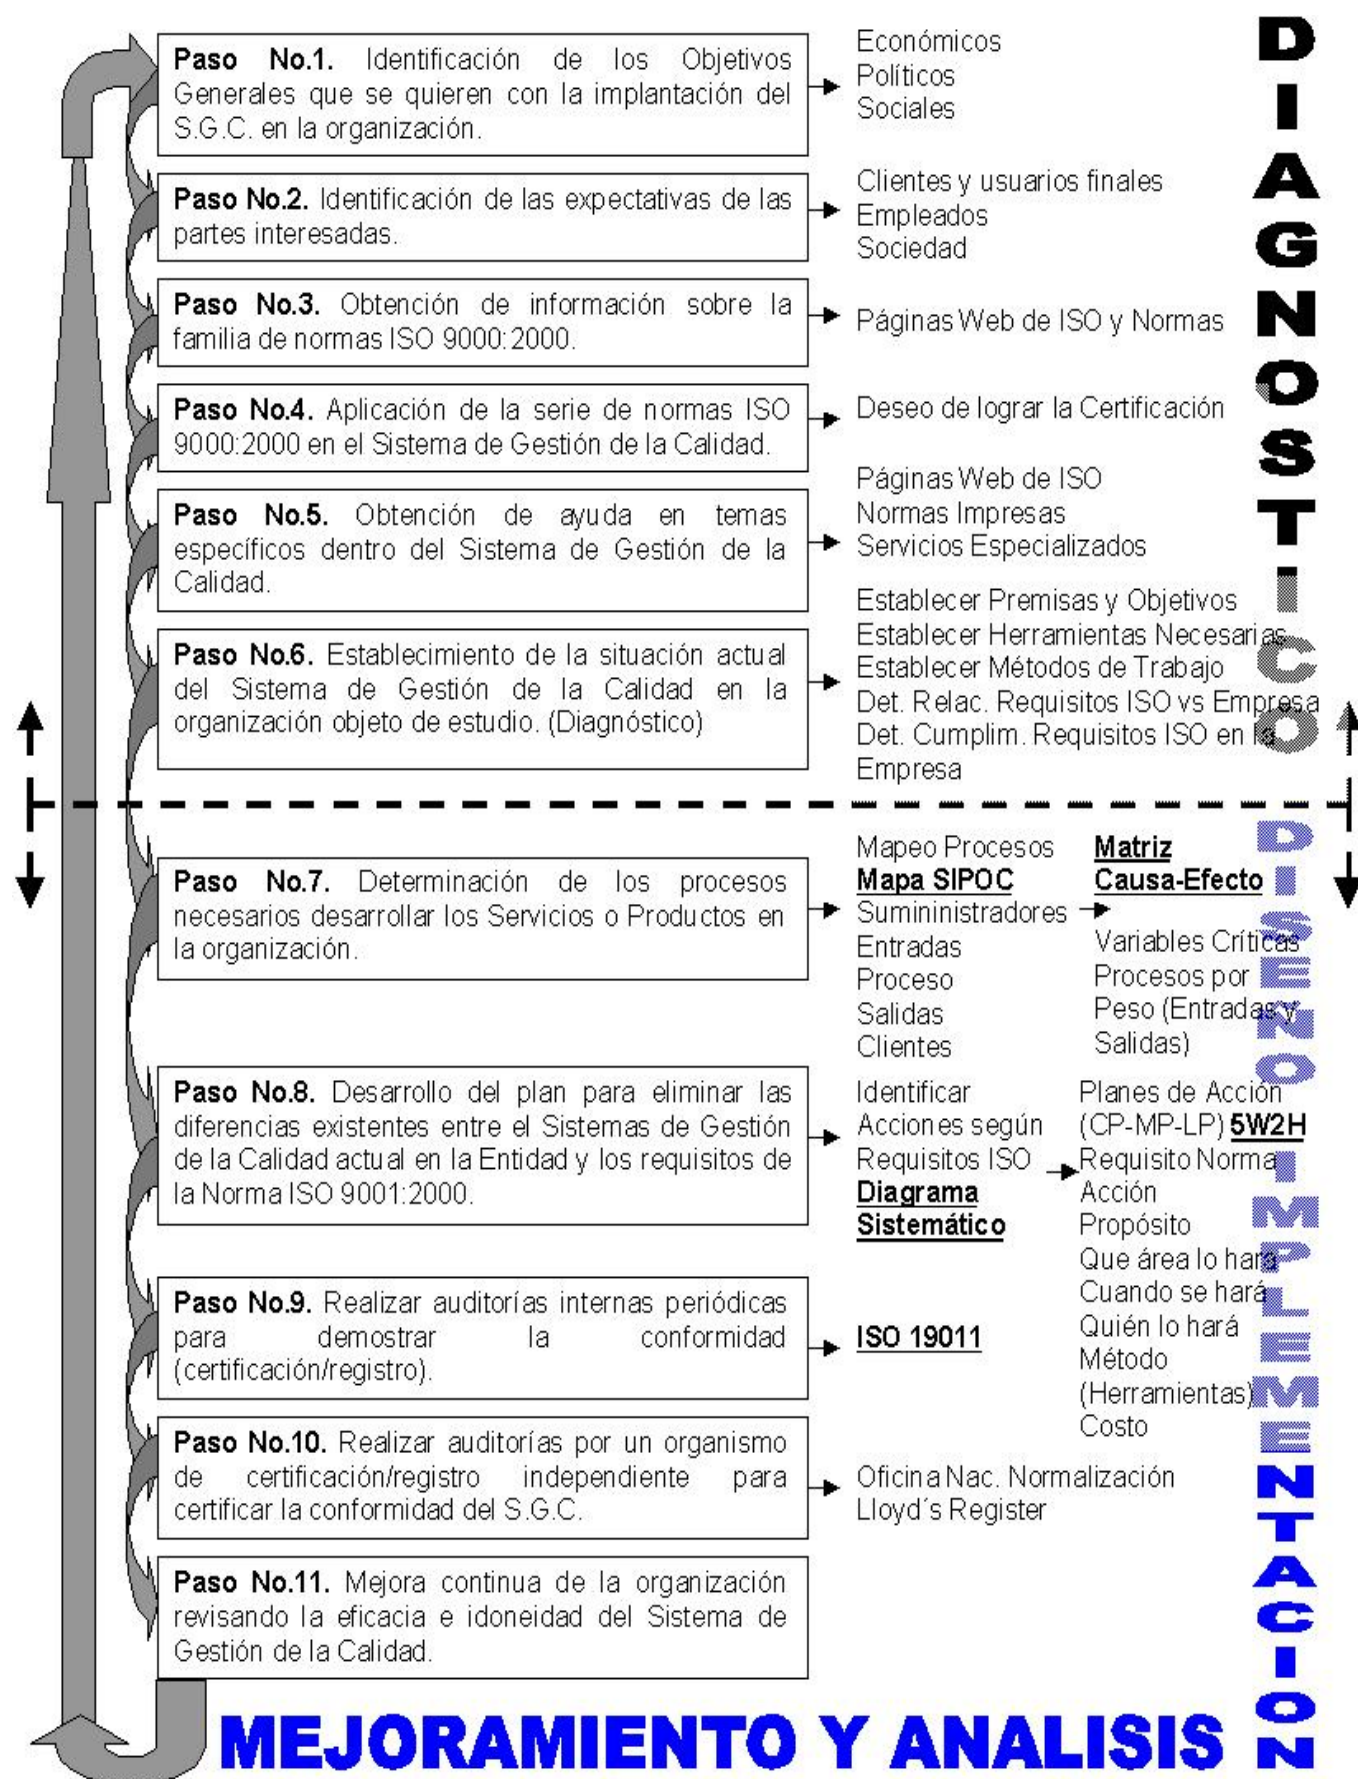 Paso No.1. Identificación de los Objetivos
Generales que se quieren con la implantación del
S.G.C. en la organización.
Económicos
Políticos
Sociales
Paso No.2. Identificación de las expectativas de las
partes interesadas.
Clientes y usuarios finales
Empleados
Sociedad
Paso No.3. Obtención de información sobre la
familia de normas ISO 9000:2000.
Páginas Web de ISO y Normas
Paso No.4. Aplicación de la serie de normas ISO
9000:2000 en el Sistema de Gestión de la Calidad.
Deseo de lograr la Certificación
Paso No.5. Obtención de ayuda en temas
específicos dentro del Sistema de Gestión de la
Calidad.
Páginas Web de ISO
Normas Impresas
Servicios Especializados
Paso No.6. Establecimiento de la situación actual
del Sistema de Gestión de la Calidad en la
organización objeto de estudio. (Diagnóstico)
Establecer Premisas y Objetivos
Establecer Herramientas Necesarias
Establecer Métodos de Trabajo
Det. Relac. Requisitos ISO vs Empresa
Det. Cumplim. Requisitos ISO en la
Empresa
DIAGNOSTICO
Paso No.7. Determinación de los procesos
necesarios desarrollar los Servicios o Productos en
la organización.
Mapeo Procesos
Mapa SIPOC
Sumininistradores
Entradas
Proceso
Salidas
Clientes
Matriz
Causa-Efecto
Variables Críticas
Procesos por
Peso (Entradas y
Salidas)
Paso No.8. Desarrollo del plan para eliminar las
diferencias existentes entre el Sistemas de Gestión
de la Calidad actual en la Entidad y los requisitos de
la Norma ISO 9001:2000.
Identificar
Acciones según
Requisitos ISO
Diagrama
Sistemático
Planes de Acción
(CP-MP-LP) 5W2H
Requisito Norma
Acción
Propósito
Que área lo hará
Cuando se hará
Quién lo hará
Método
(Herramientas)
Costo
Paso No.9. Realizar auditorías internas periódicas
para demostrar la conformidad
(certificación/registro).
ISO 19011
Paso No.10. Realizar auditorías por un organismo
de certificación/registro independiente para
certificar la conformidad del S.G.C.
Oficina Nac. Normalización
Lloyd´s Register
Paso No.11. Mejora continua de la organización
revisando la eficacia e idoneidad del Sistema de
Gestión de la Calidad.
DISENO IMPLEMENTACION
MEJORAMIENTO Y ANALISIS